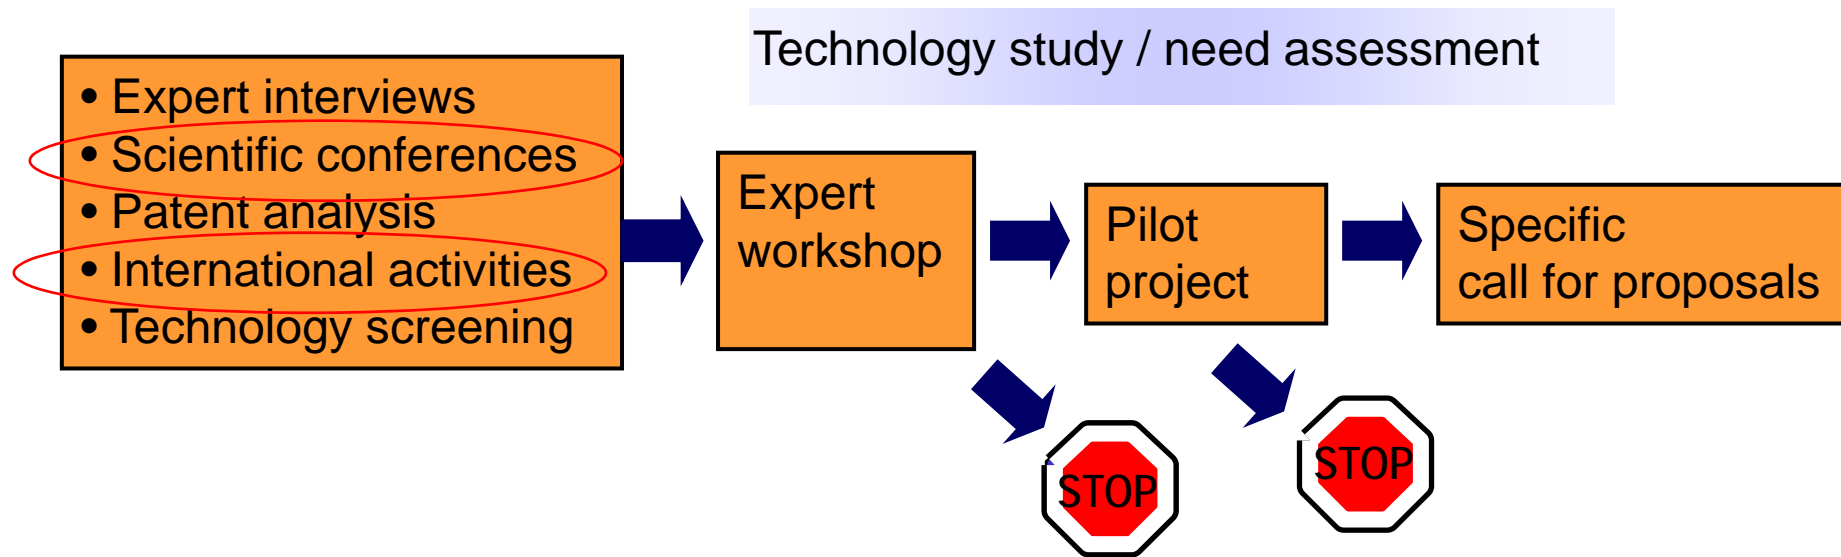 Technology study / need assessment
• Expert interviews
• Scientific conferences
• Patent analysis
• International activities
• Technology screening
Expert
workshop
Pilot
project
Specific
call for proposals
STOP
STOP